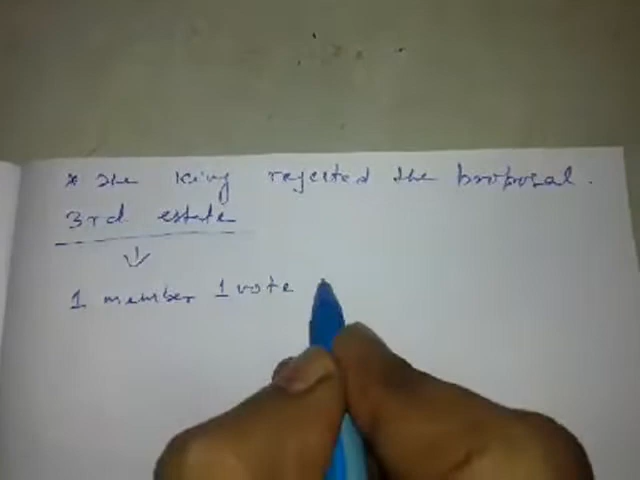 * The King rejected the proposal.
3rd estate
↓
1 member 1 vote